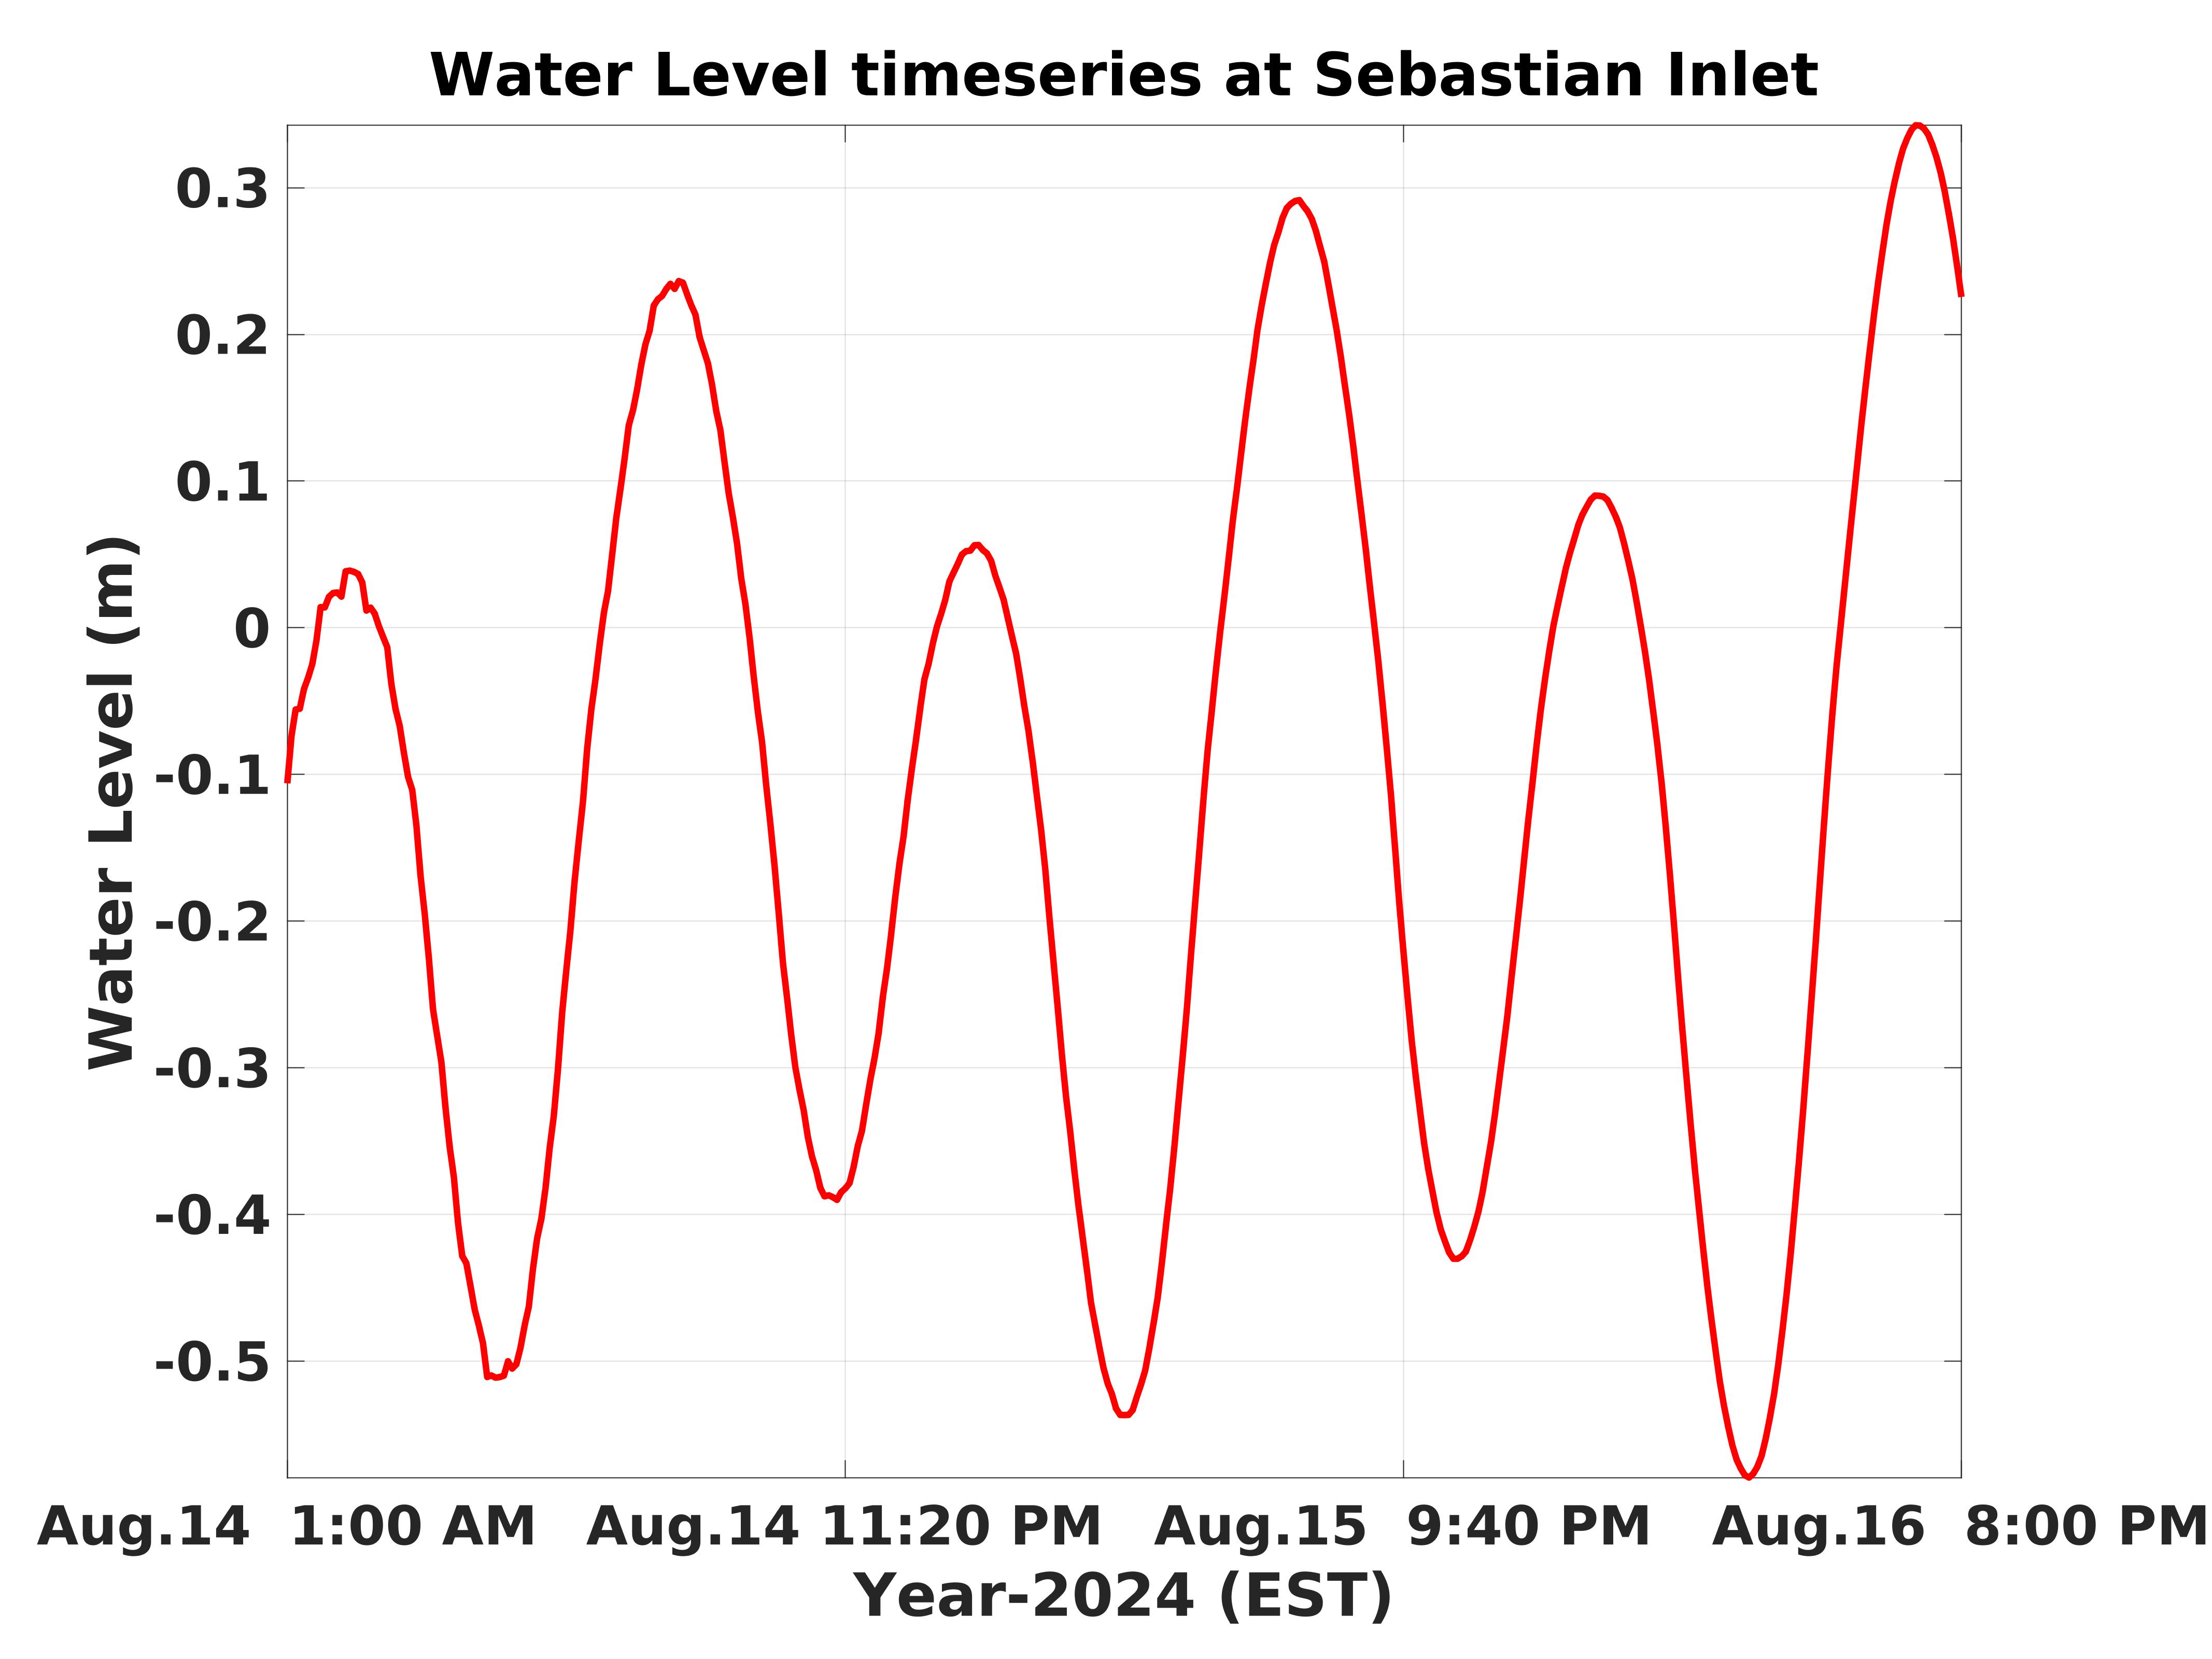 Water Level timeseries at Sebastian Inlet
Water Level (m)
0.3
0.2
0.1
0
-0.1
-0.2
-0.3
-0.4
-0.5
Aug.14 1:00 AM Aug.14 11:20 PM Aug.15 9:40 PM Aug.16 8:00 PM
Year-2024 (EST)